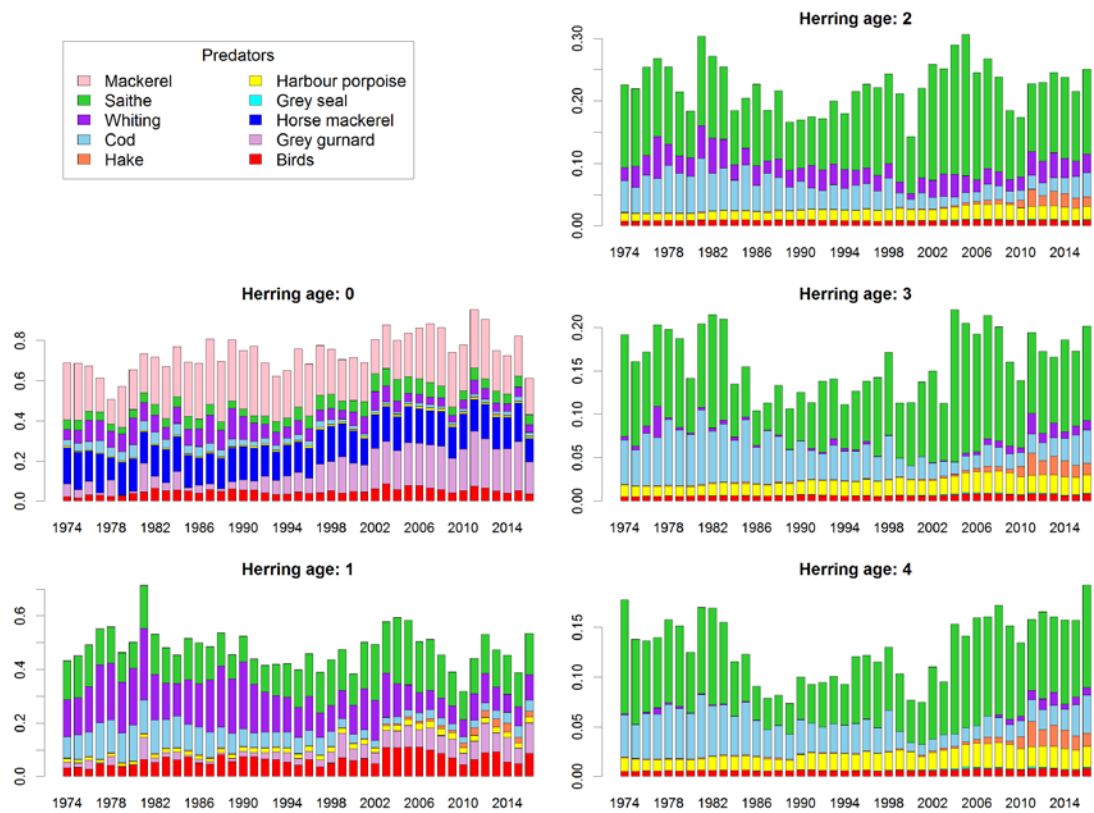 Predators
Mackerel Harbour porpoise
Saithe Grey seal
Whiting Horse mackerel
Cod Grey gurnard
Hake Birds
Herring age: 2
0.30
0.20
0.10
0.00
1974 1978 1982 1986 1990 1994 1998 2002 2006 2010 2014
Herring age: 0
0.8
0.6
0.4
0.2
0.0
1974 1978 1982 1986 1990 1994 1998 2002 2006 2010 2014
Herring age: 3
0.20
0.15
0.10
0.05
0.00
1974 1978 1982 1986 1990 1994 1998 2002 2006 2010 2014
Herring age: 1
0.6
0.4
0.2
0.0
1974 1978 1982 1986 1990 1994 1998 2002 2006 2010 2014
Herring age: 4
0.15
0.10
0.05
0.00
1974 1978 1982 1986 1990 1994 1998 2002 2006 2010 2014